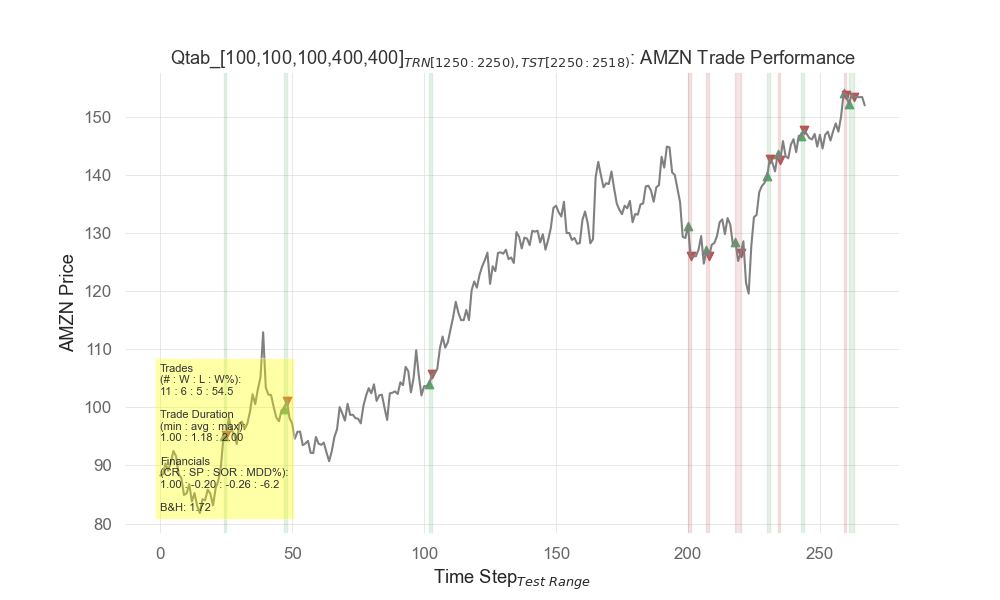 Qtab_[100,100,100,400,400]TRN[1250:2250),TST[2250:2518): AMZN Trade Performance
AMZN Price
150
140
130
120
110
100
90
80
Trades
(# : W : L : W%):
11 : 6 : 5 : 54.5
Trade Duration
(min : avg : max):
1.00 : 1.18 : 2.00
Financials
(CR : SP : SOR : MDD%):
1.00 : -0.20 : -0.26 : -6.2
B&H: 1.72
0
50
100
150
200
250
Time StepTest Range